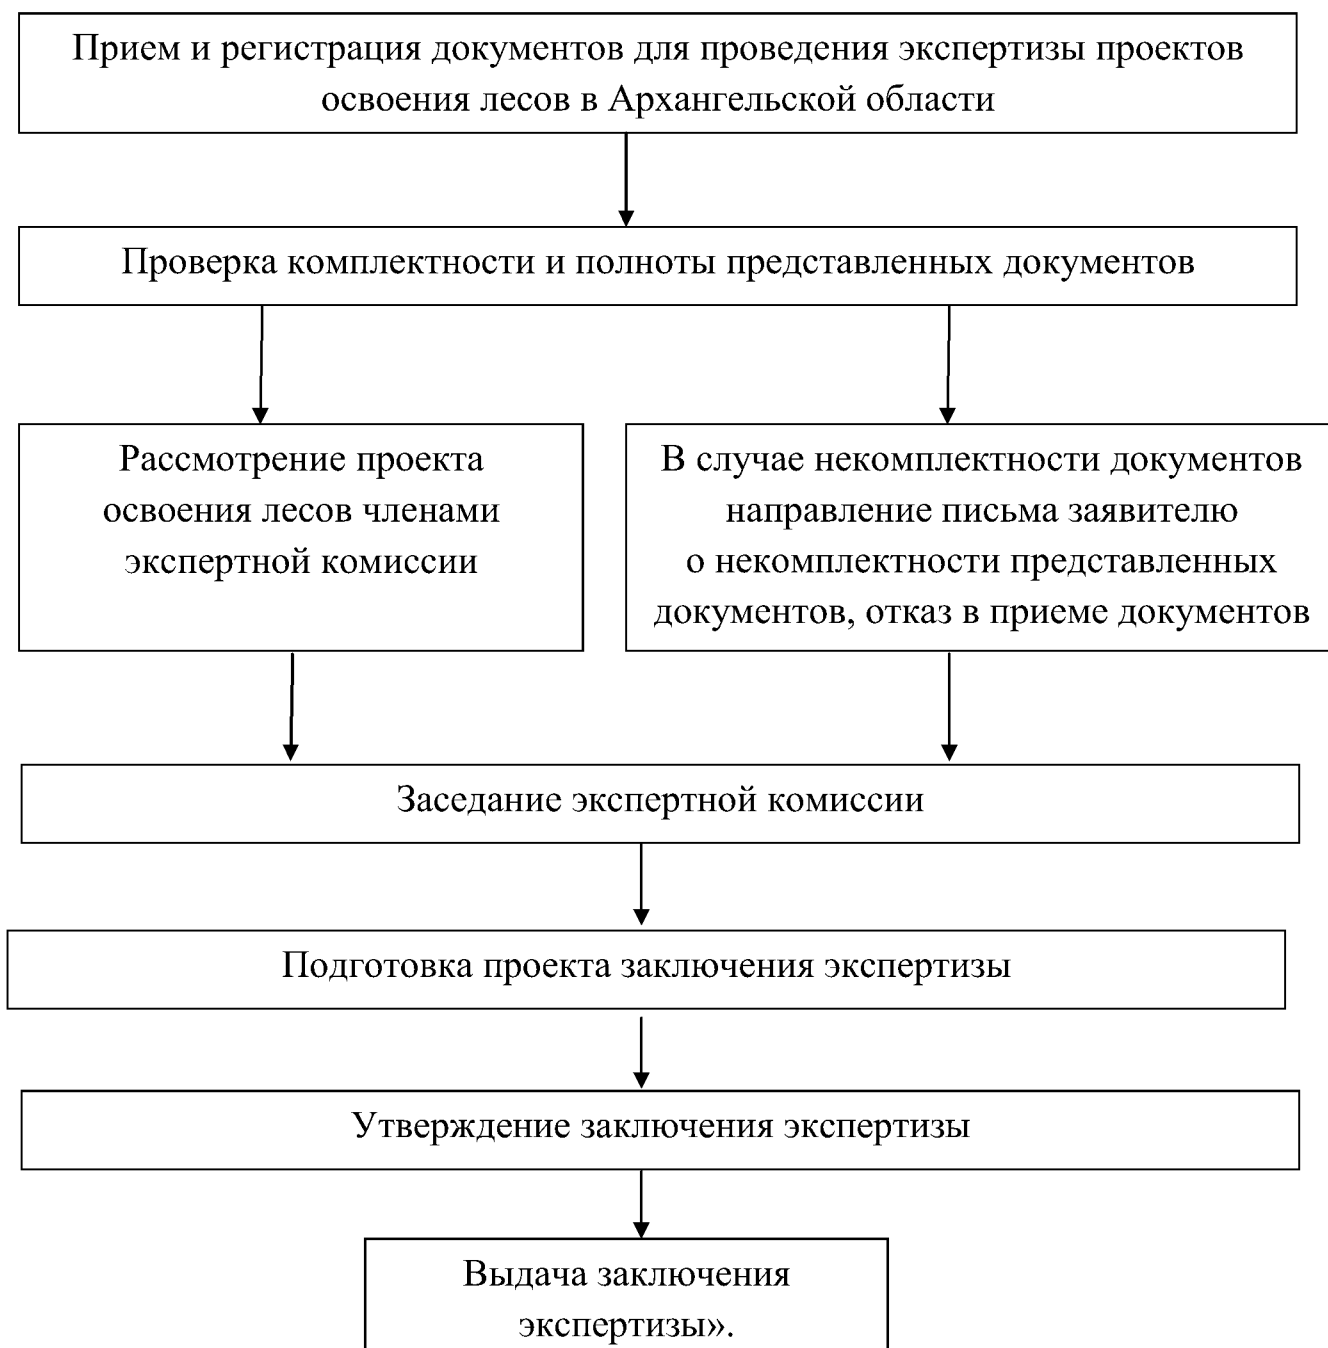 Прием и регистрация документов для проведения экспертизы проектов
освоения лесов в Архангельской области
Проверка комплектности и полноты представленных документов
Рассмотрение проекта
освоения лесов членами
экспертной комиссии
В случае некомплектности документов
направление письма заявителю
о некомплектности представленных
документов, отказ в приеме документов
Заседание экспертной комиссии
Подготовка проекта заключения экспертизы
Утверждение заключения экспертизы
Выдача заключения
экспертизы».